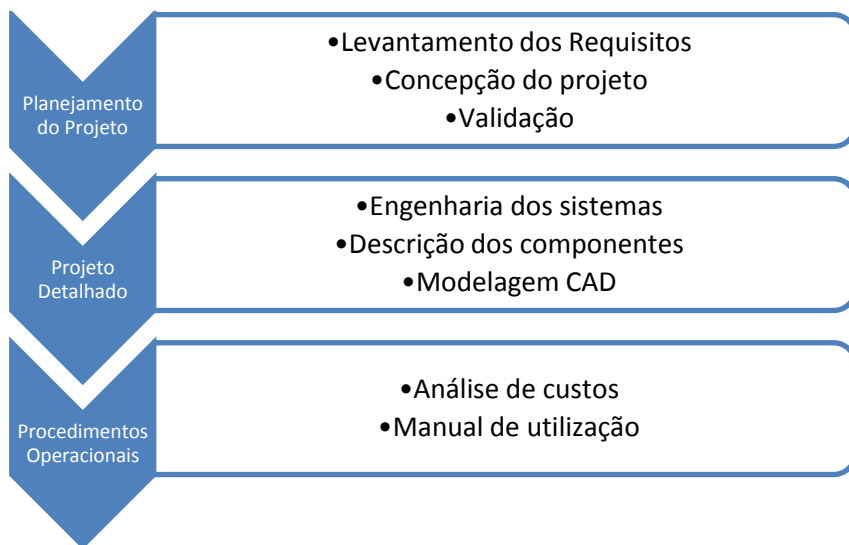 Planejamento
do Projeto
•Levantamento dos Requisitos
•Concepção do projeto
•Validação
Projeto
Detalhado
•Engenharia dos sistemas
•Descrição dos componentes
•Modelagem CAD
Procedimentos
Operacionais
•Análise de custos
•Manual de utilização